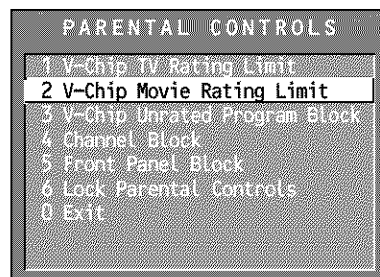 PARENTAL CONTROLS
1 V-Chip TV Rating Limit
2 V-Chip Movie Rating Limit
3 V-Chip Unrated Program Block
4 Channel Block
5 Front Panel Block
6 Lock Parental Controls
0 Exit